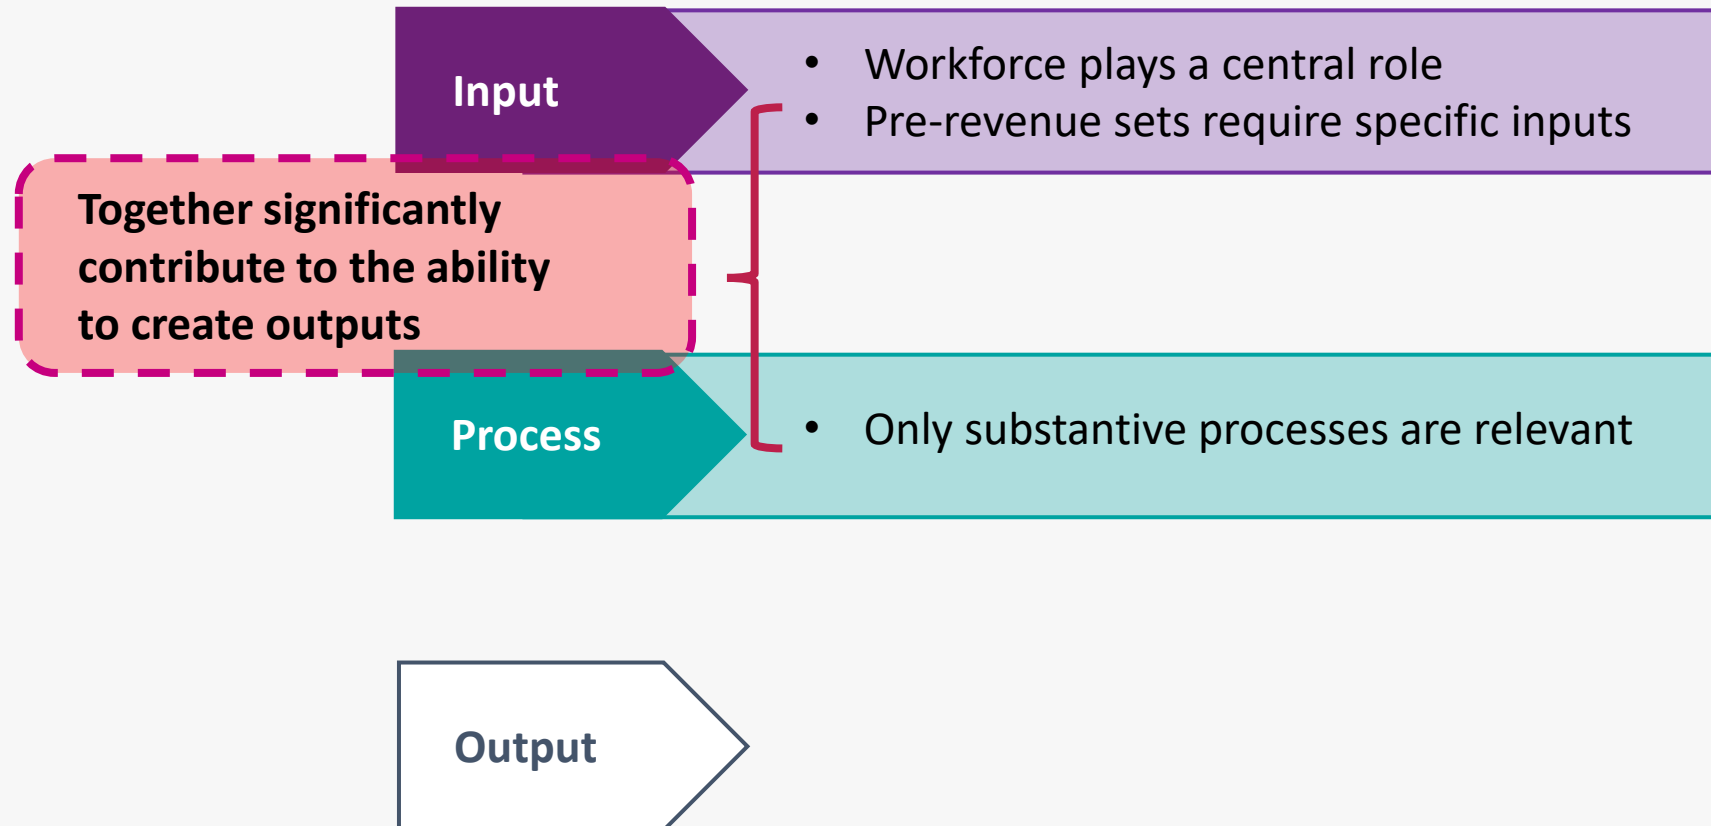 Input
• Workforce plays a central role
• Pre-revenue sets require specific inputs
Together significantly
contribute to the ability
to create outputs
Process
• Only substantive processes are relevant
Output